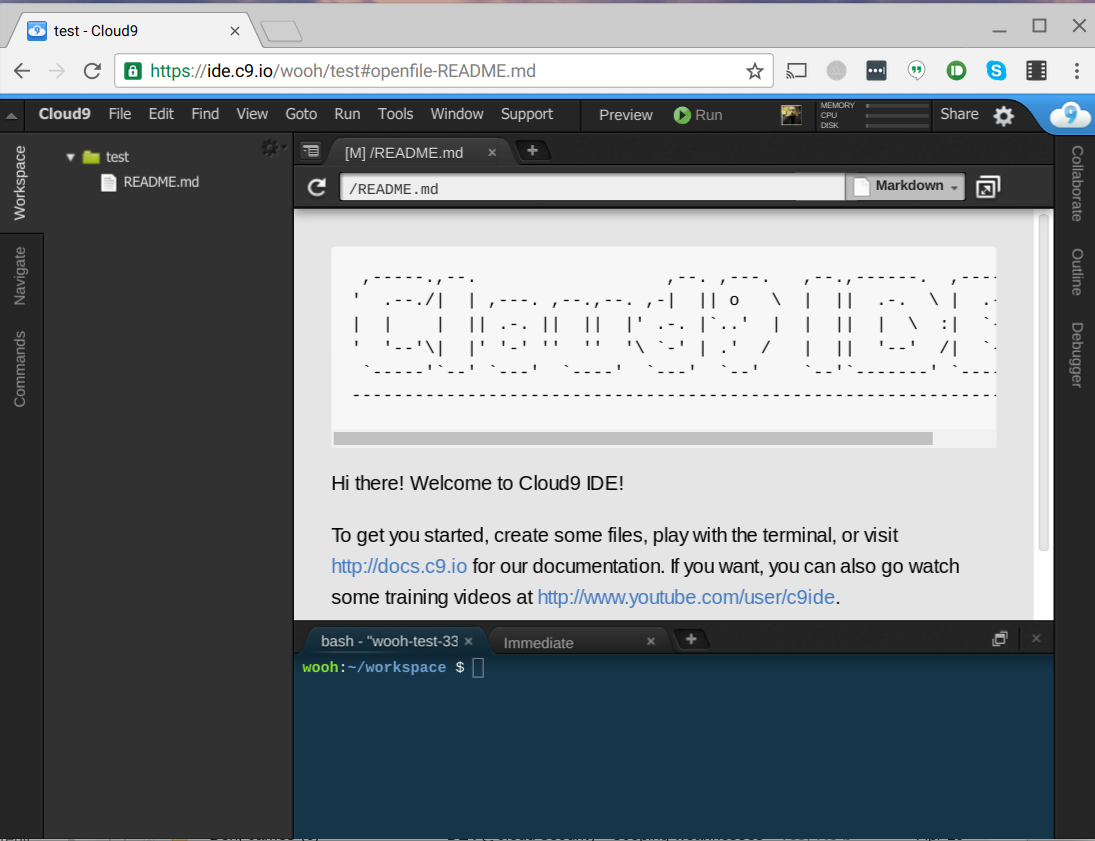 test - Cloud9
https://ide.c9.io/wooh/test#openfile-README.md
Cloud9 File Edit Find View Goto Run Tools Window Support Preview Run MEMORY CPU DISK Share 9
Workspace
Navigate
Commands
test
README.md
[M] /README.md
/README.md Markdown
Cloud9 IDE
Hi there! Welcome to Cloud9 IDE!
To get you started, create some files, play with the terminal, or visit
http://docs.c9.io for our documentation. If you want, you can also go watch
some training videos at http://www.youtube.com/user/c9ide.
bash - "wooh-test-33 Immediate
wooh:~/workspace $
Collaborate
Outline
Debugger